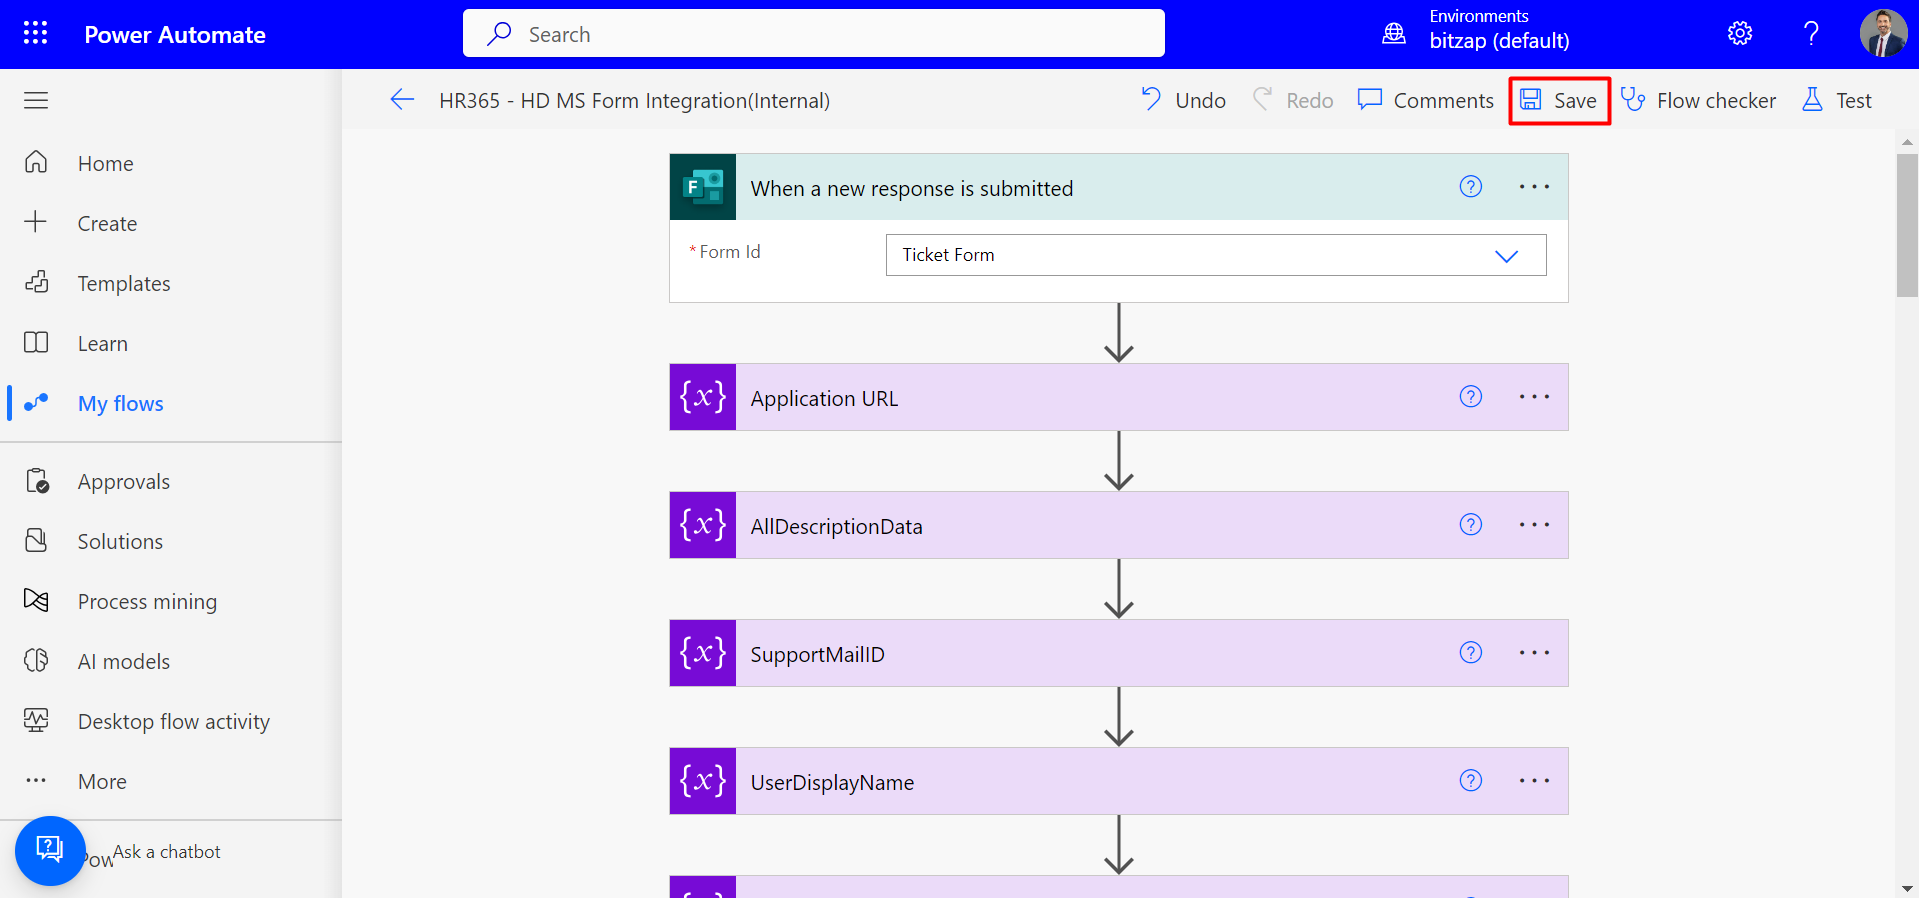 Power Automate
Search
Environments
bitzap (default)
?
HR365 - HD MS Form Integration(Internal)
Undo
Redo
Comments
Save
Flow checker
Test
Home
Create
Templates
Learn
My flows
Approvals
Solutions
Process mining
AI models
Desktop flow activity
More
Ask a chatbot
F
When a new response is submitted
?
* Form Id
Ticket Form
{x}
Application URL
?
{x}
AllDescriptionData
?
{x}
SupportMailID
?
{x}
UserDisplayName
?